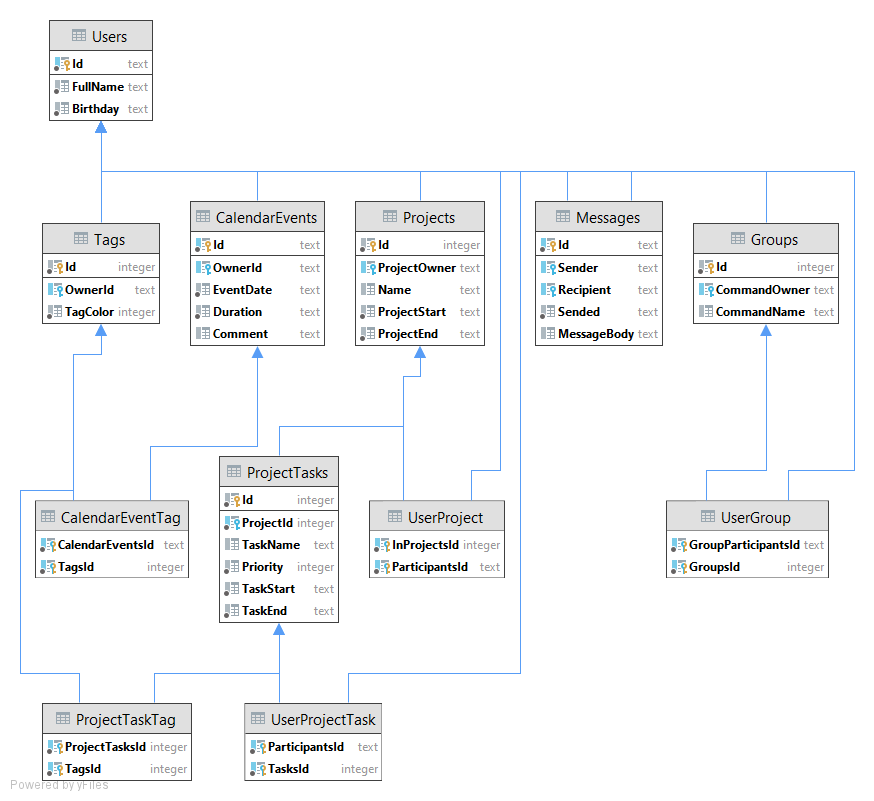 Users
Id text
FullName text
Birthday text
Tags
Id integer
OwnerId text
TagColor integer
CalendarEvents
Id text
OwnerId text
EventDate text
Duration text
Comment text
Projects
Id integer
ProjectOwner text
Name text
ProjectStart text
ProjectEnd text
Messages
Id text
Sender text
Recipient text
Sended text
MessageBody text
Groups
Id integer
CommandOwner text
CommandName text
CalendarEventTag
CalendarEventsId text
TagsId integer
ProjectTasks
Id integer
ProjectId integer
TaskName text
Priority integer
TaskStart text
TaskEnd text
UserProject
InProjectsId integer
ParticipantsId text
UserGroup
GroupParticipantsId text
GroupsId integer
ProjectTaskTag
ProjectTasksId integer
TagsId integer
UserProjectTask
ParticipantsId text
TasksId integer
Powered by yFiles